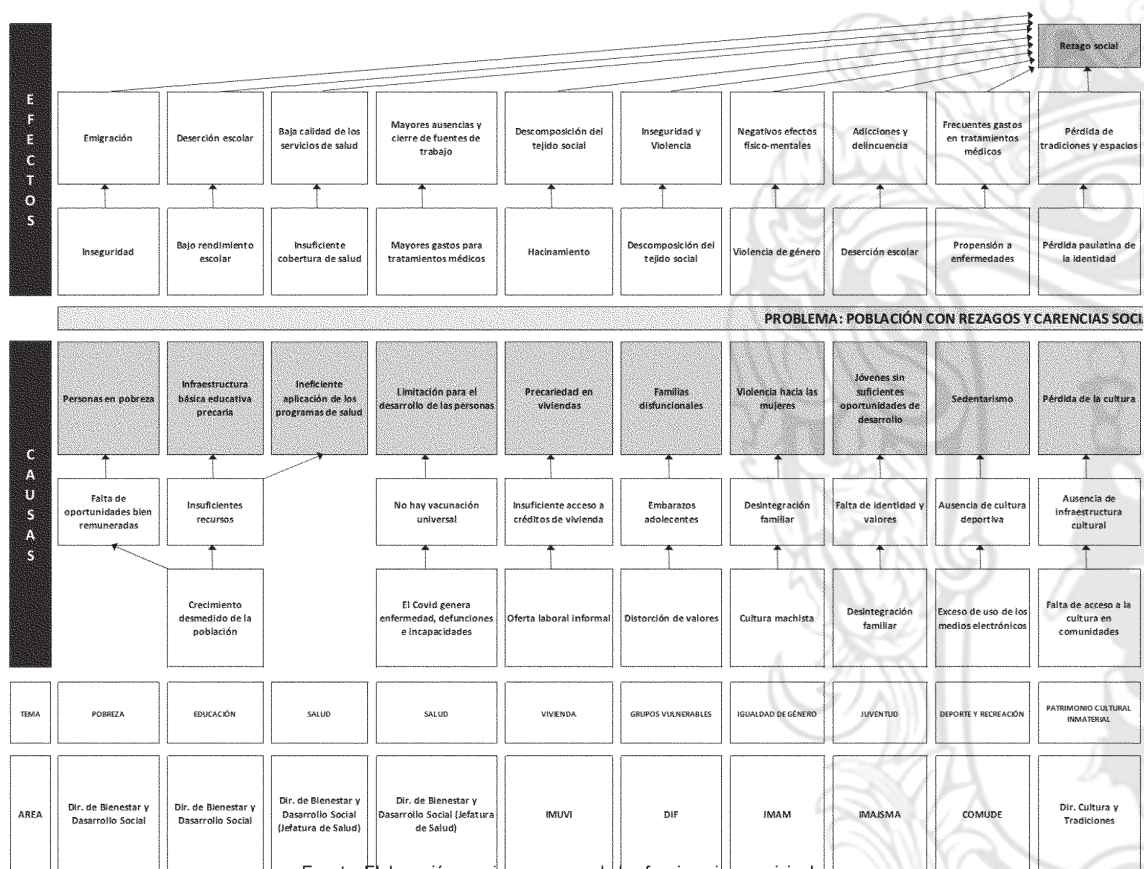 Rezago social
EFECTOS
Emigración
Deserción escolar
Baja calidad de los
servicios de salud
Mayores ausencias y
cierre de fuentes de
trabajo
Descomposición del
tejido social
Inseguridad y
Violencia
Negativos efectos
físico-mentales
Adicciones y
delincuencia
Frecuentes gastos
en tratamientos
médicos
Pérdida de
tradiciones y espacios
Inseguridad
Bajo rendimiento
escolar
Insuficiente
cobertura de salud
Mayores gastos para
tratamientos médicos
Hacinamiento
Descomposición del
tejido social
Violencia de género
Deserción escolar
Propensión a
enfermedades
Pérdida paulatina de
la identidad
PROBLEMA: POBLACIÓN CON REZAGOS Y CARENCIAS SOCI
CAUSAS
Personas en pobreza
Infraestructura
básica educativa
precaria
Ineficiente
aplicación de los
programas de salud
Limitación para el
desarrollo de las personas
Precariedad en
viviendas
Familias
disfuncionales
Violencia hacia las
mujeres
Jóvenes sin
suficientes
oportunidades de
desarrollo
Sedentarismo
Pérdida de la cultura
Falta de
oportunidades bien
remuneradas
Insuficientes
recursos
No hay vacunación
universal
Insuficiente acceso a
créditos de vivienda
Embarazos
adolecentes
Desintegración
familiar
Falta de identidad y
valores
Ausencia de cultura
deportiva
Ausencia de
infraestructura
cultural
Crecimiento
desmedido de la
población
El Covid genera
enfermedad, defunciones
e incapacidades
Oferta laboral informal
Distorción de valores
Cultura machista
Desintegración
familiar
Exceso de uso de los
medios electrónicos
Falta de acceso a la
cultura en
comunidades
TEMA
POBREZA
EDUCACIÓN
SALUD
SALUD
VIVIENDA
GRUPOS VULNERABLES
IGUALDAD DE GÉNERO
JUVENTUD
DEPORTE Y RECREACIÓN
PATRIMONIO CULTURAL
INMATERIAL
AREA
Dir. de Bienestar y
Dasarrollo Social
Dir. de Bienestar y
Dasarrollo Social
Dir. de Bienestar y
Dasarrollo Social
(Jefatura de Salud)
Dir. de Bienestar y
Dasarrollo Social (Jefatura
de Salud)
IMUVI
DIF
IMAM
IMAJSMA
COMUDE
Dir. Cultura y
Tradiciones